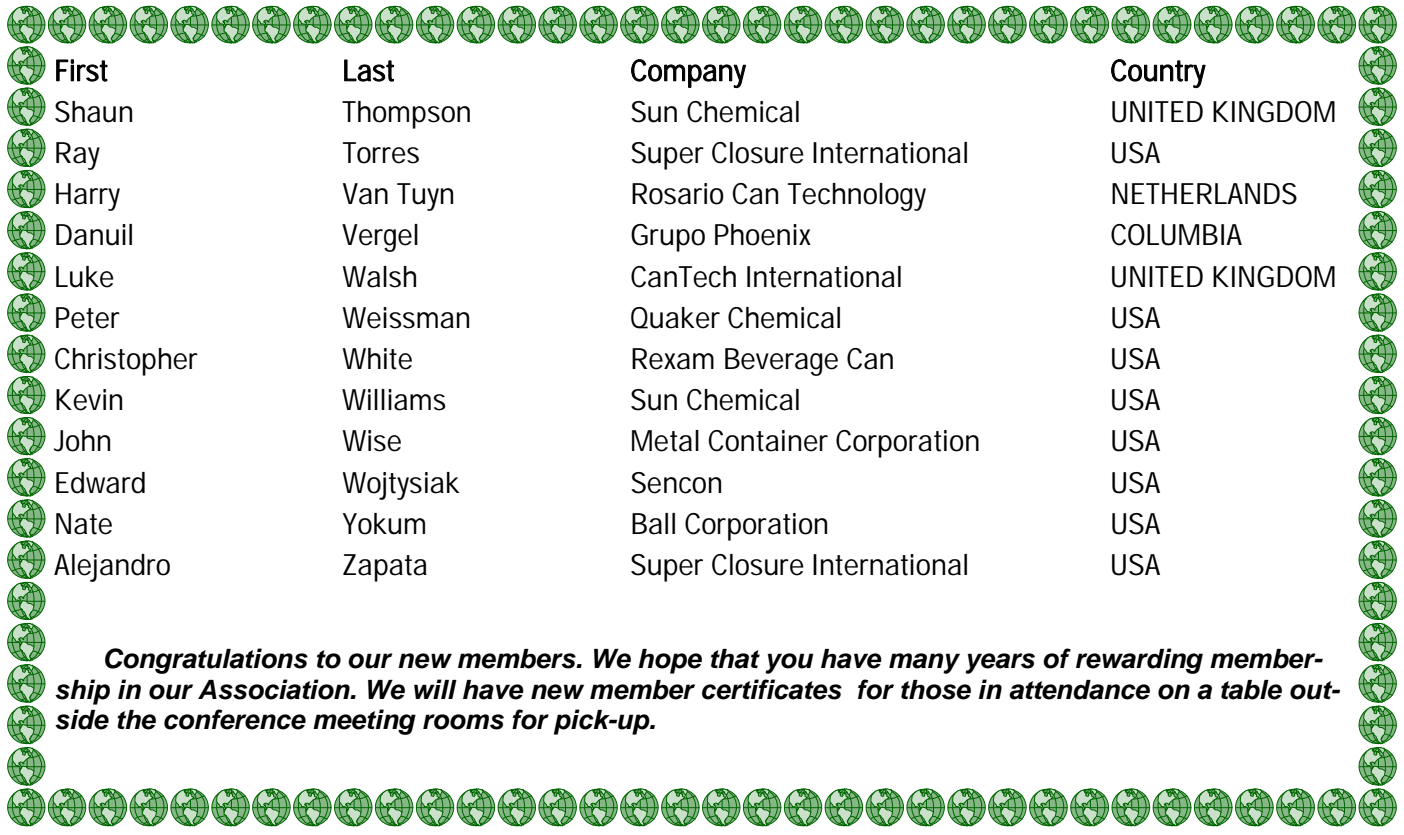 First Last Company Country
Shaun Thompson Sun Chemical UNITED KINGDOM
Ray Torres Super Closure International USA
Harry Van Tuyn Rosario Can Technology NETHERLANDS
Danuil Vergel Grupo Phoenix COLUMBIA
Luke Walsh CanTech International UNITED KINGDOM
Peter Weissman Quaker Chemical USA
Christopher White Rexam Beverage Can USA
Kevin Williams Sun Chemical USA
John Wise Metal Container Corporation USA
Edward Wojtysiak Sencon USA
Nate Yokum Ball Corporation USA
Alejandro Zapata Super Closure International USA
Congratulations to our new members. We hope that you have many years of rewarding member-
ship in our Association. We will have new member certificates for those in attendance on a table out-
side the conference meeting rooms for pick-up.